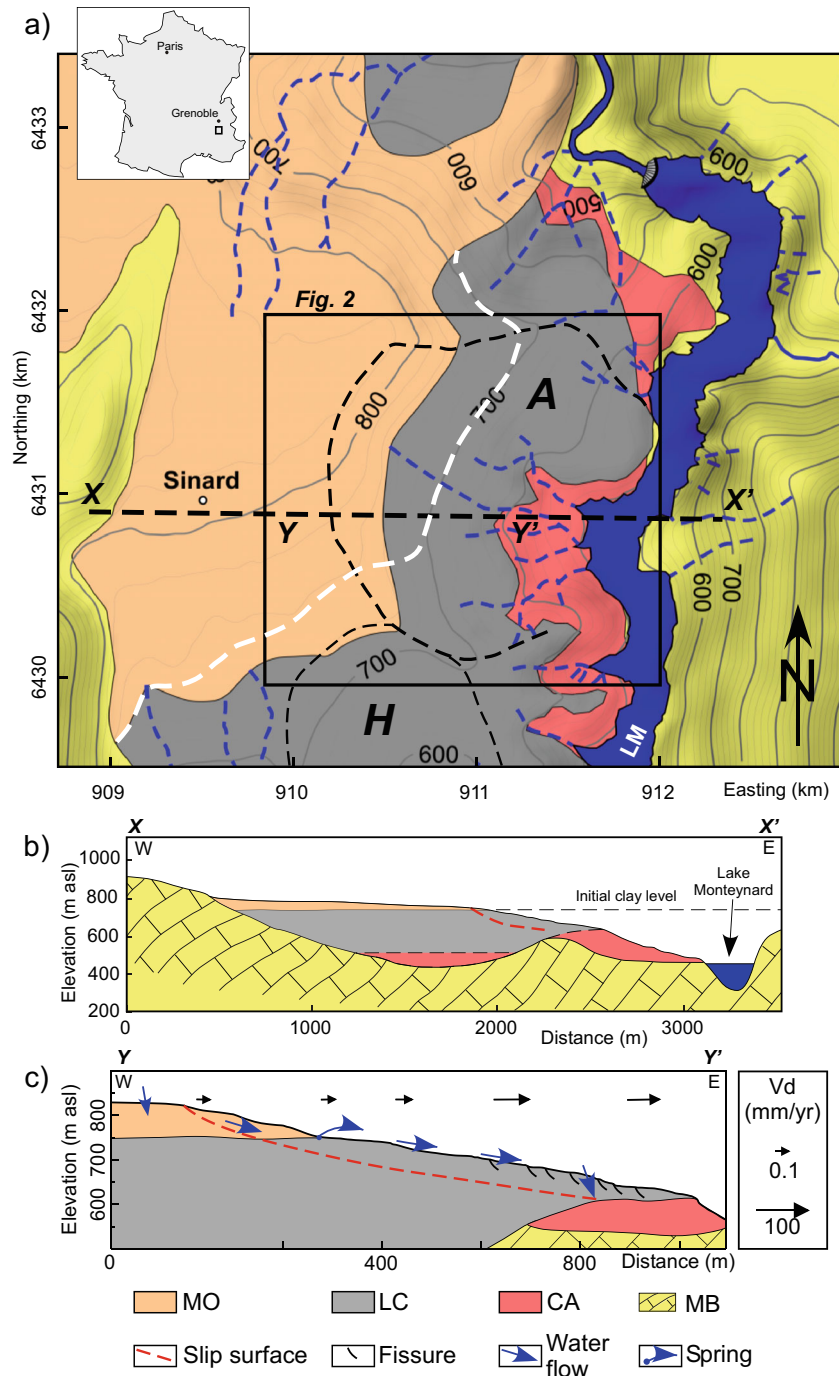 a)
Paris
Grenoble
6433
6432
6431
6430
Northing (km)
700
600
500
600
600
Fig. 2
800
700
A
Sinard
X
X'
Y
Y'
700
600
700
H
600
LM
N
909
910
911
912
Easting (km)
b)
X
X'
W
E
1000
800
600
400
200
Elevation (m asl)
Initial clay level
Lake
Monteynard
0
1000
2000
3000
Distance (m)
c)
Y
Y'
W
E
800
700
600
Elevation (m asl)
0
400
800
Distance (m)
Vd
(mm/yr)
0.1
100
MO
LC
CA
MB
Slip surface
Fissure
Water
flow
Spring